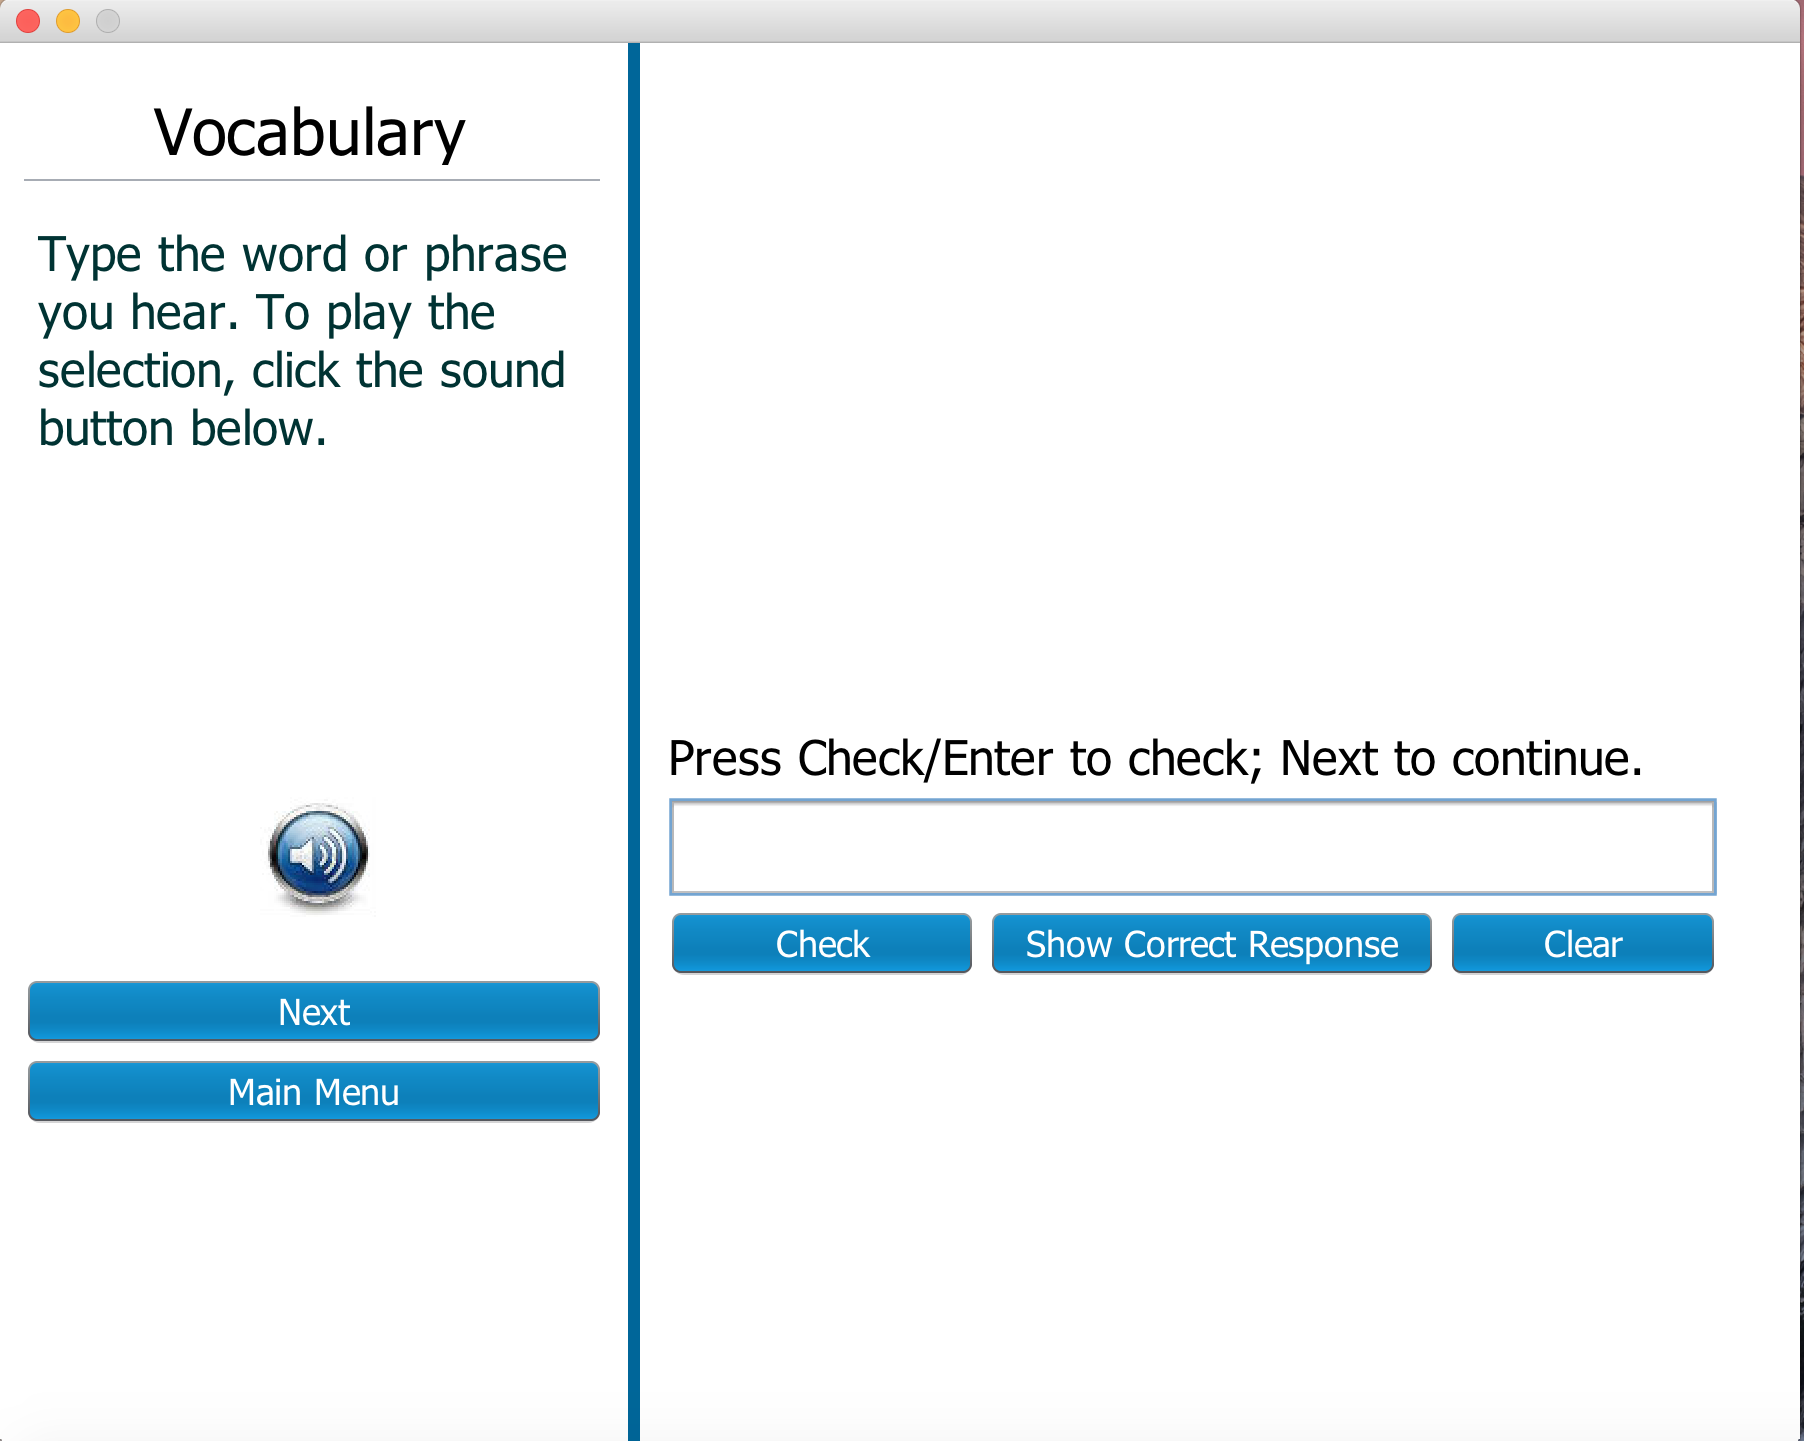 Vocabulary
Type the word or phrase
you hear. To play the
selection, click the sound
button below.
Next
Main Menu
Press Check/Enter to check; Next to continue.
Check
Show Correct Response
Clear